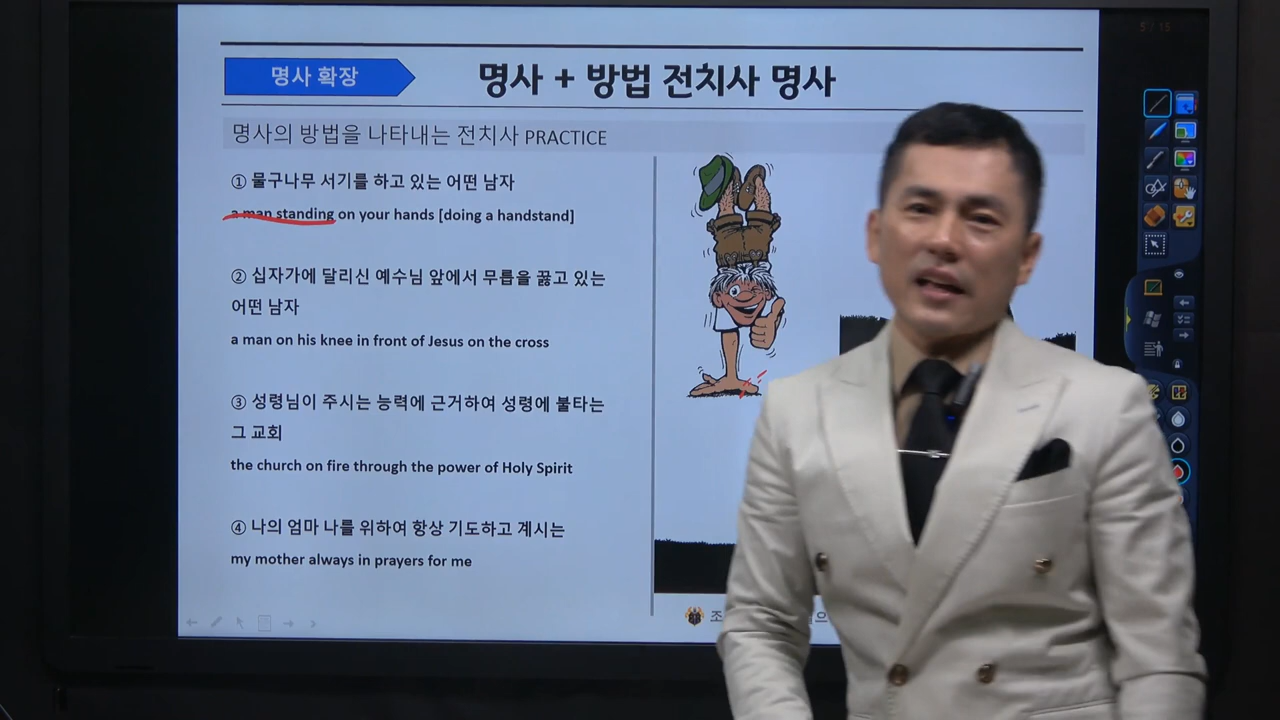 5 / 15
명사 확장
명사 + 방법 전치사 명사
명사의 방법을 나타내는 전치사 PRACTICE
① 물구나무 서기를 하고 있는 어떤 남자
a man standing on your hands [doing a handstand]
② 십자가에 달리신 예수님 앞에서 무릎을 꿇고 있는
어떤 남자
a man on his knee in front of Jesus on the cross
③ 성령님이 주시는 능력에 근거하여 성령에 불타는
그 교회
the church on fire through the power of Holy Spirit
④ 나의 엄마 나를 위하여 항상 기도하고 계시는
my mother always in prayers for me